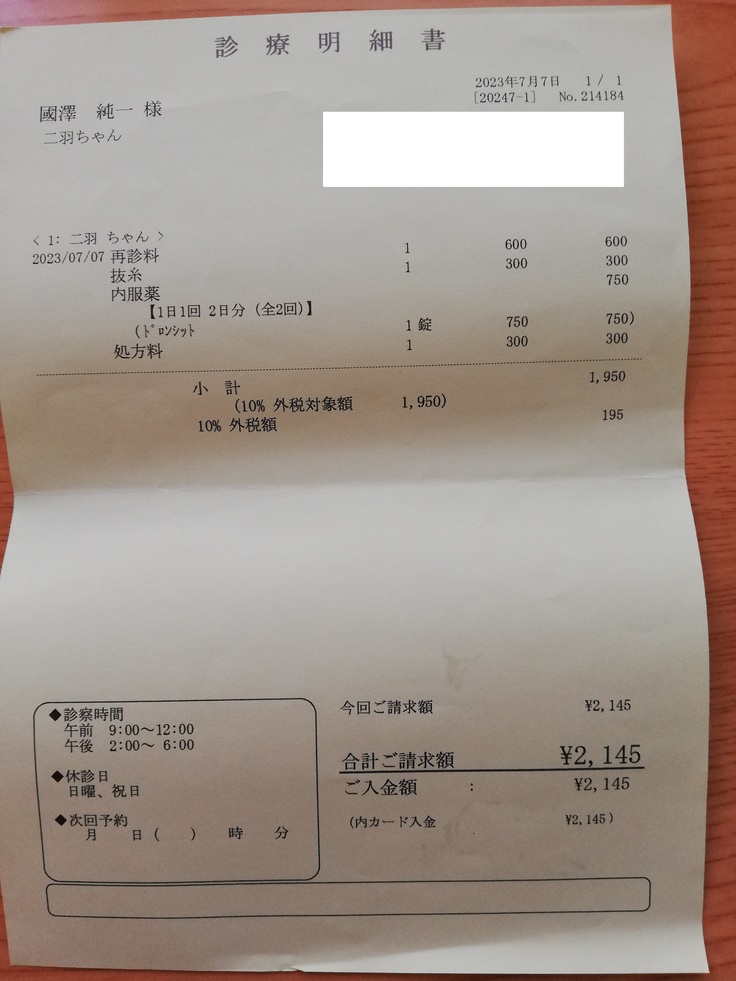 診療明細書
2023年7月7日 1 / 1
[20247-1] No.214184
國澤 純一 様
二羽ちゃん
< 1: 二羽 ちゃん >
2023/07/07 再診料 1 600 600
抜糸 1 300 300
内服薬 750
【1日1回 2日分 (全2回)】
(ﾄﾞﾛﾝｼｯﾄ 1 錠 750 750)
処方料 1 300 300
小 計 1,950
(10% 外税対象額 1,950)
10% 外税額 195
◆診察時間
午前 9:00~12:00
午後 2:00~ 6:00
◆休診日
日曜、祝日
◆次回予約
月 日 ( ) 時 分
今回ご請求額 ¥2,145
合計ご請求額 ¥2,145
ご入金額 : ¥2,145
(内カード入金 ¥2,145)